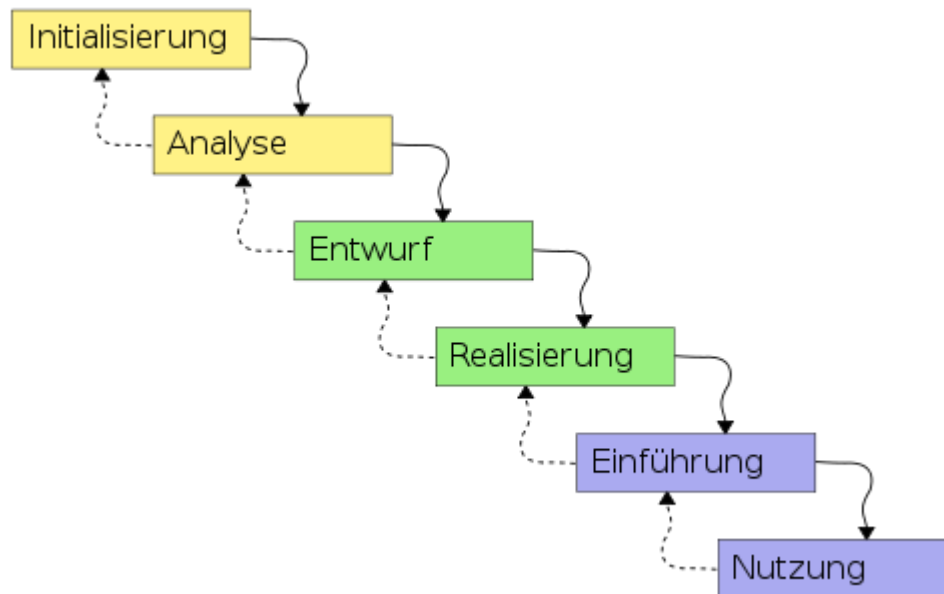 Initialisierung
Analyse
Entwurf
Realisierung
Einführung
Nutzung